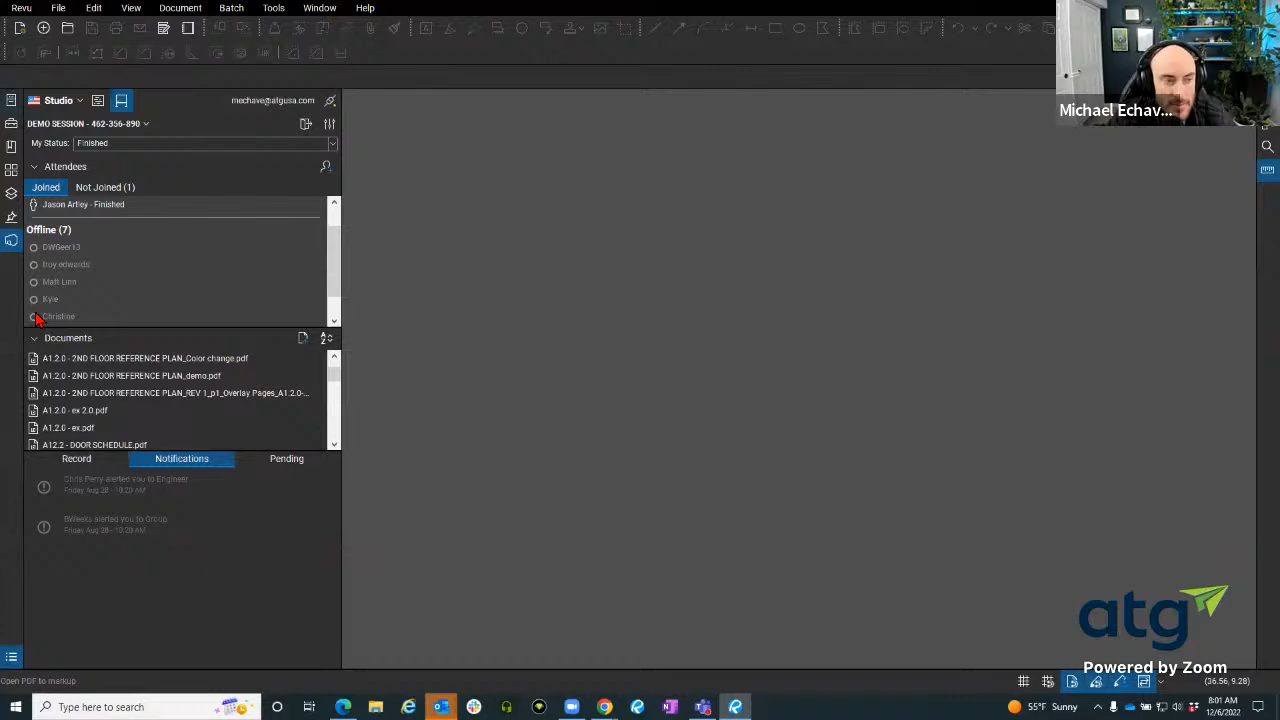 Revu File Edit View Document Batch Tools Window Help
Michael Echav...
Studio
mechave@atgusa.com
DEMO SESSION - 462-356-890
My Status: Finished
Attendees
Joined Not Joined (1)
Jason Artley - Finished
Offline (7)
DWGeer13
troy edwards
Matt Linn
Kyle
Christine
Documents
A1.2.0 - 2ND FLOOR REFERENCE PLAN_Color change.pdf
A1.2.0 - 2ND FLOOR REFERENCE PLAN_demo.pdf
A1.2.0 - 2ND FLOOR REFERENCE PLAN_REV 1_p1_Overlay Pages_A1.2.0-...
A1.2.0 - ex 2.0.pdf
A1.2.0 - ex.pdf
A12.2 - DOOR SCHEDULE.pdf
Record Notifications Pending
Chris Perry alerted you to Engineer
Friday Aug 28 - 10:20 AM
BWeeks alerted you to Group
Friday Aug 28 - 10:20 AM
atg
Powered by Zoom
Open PDF to markup
(36.56, 9.28)
Type here to search
55°F Sunny
8:01 AM
12/6/2022